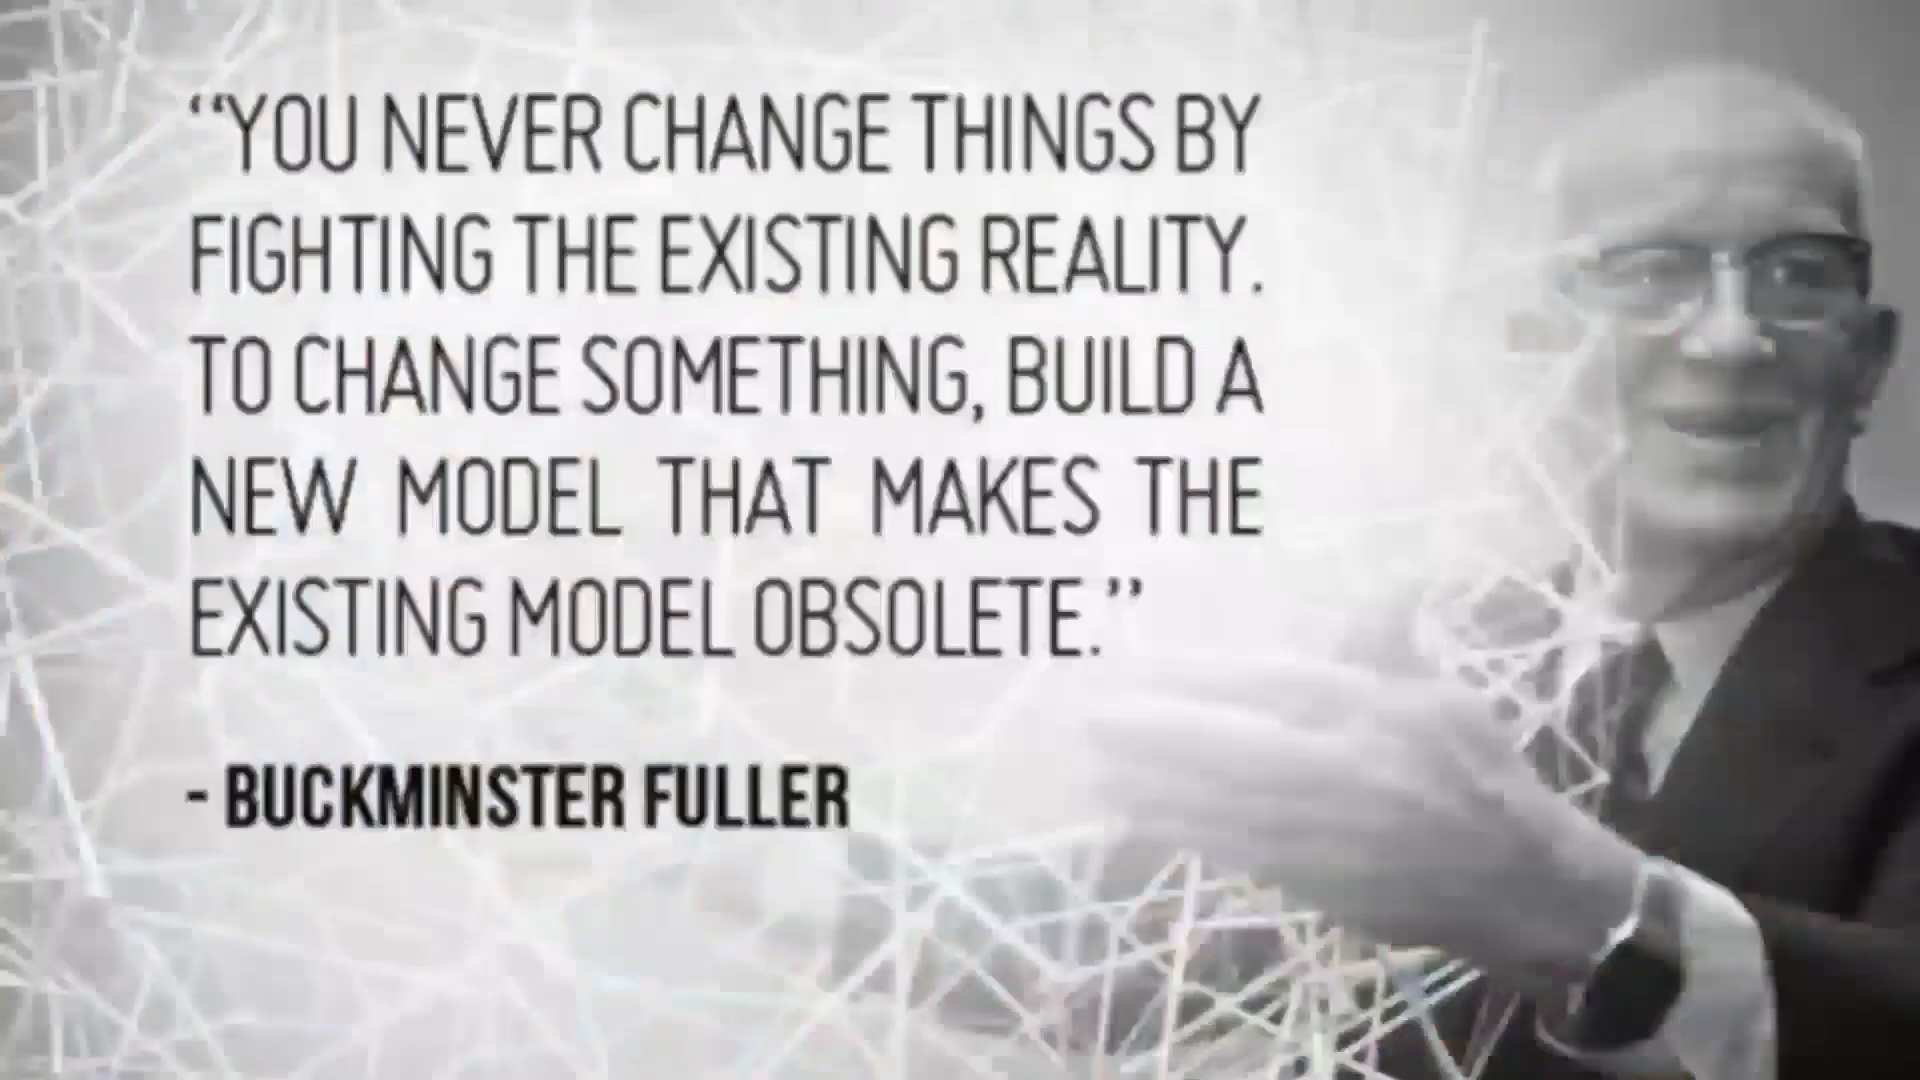 “YOU NEVER CHANGE THINGS BY
FIGHTING THE EXISTING REALITY.
TO CHANGE SOMETHING, BUILD A
NEW MODEL THAT MAKES THE
EXISTING MODEL OBSOLETE.”
- BUCKMINSTER FULLER